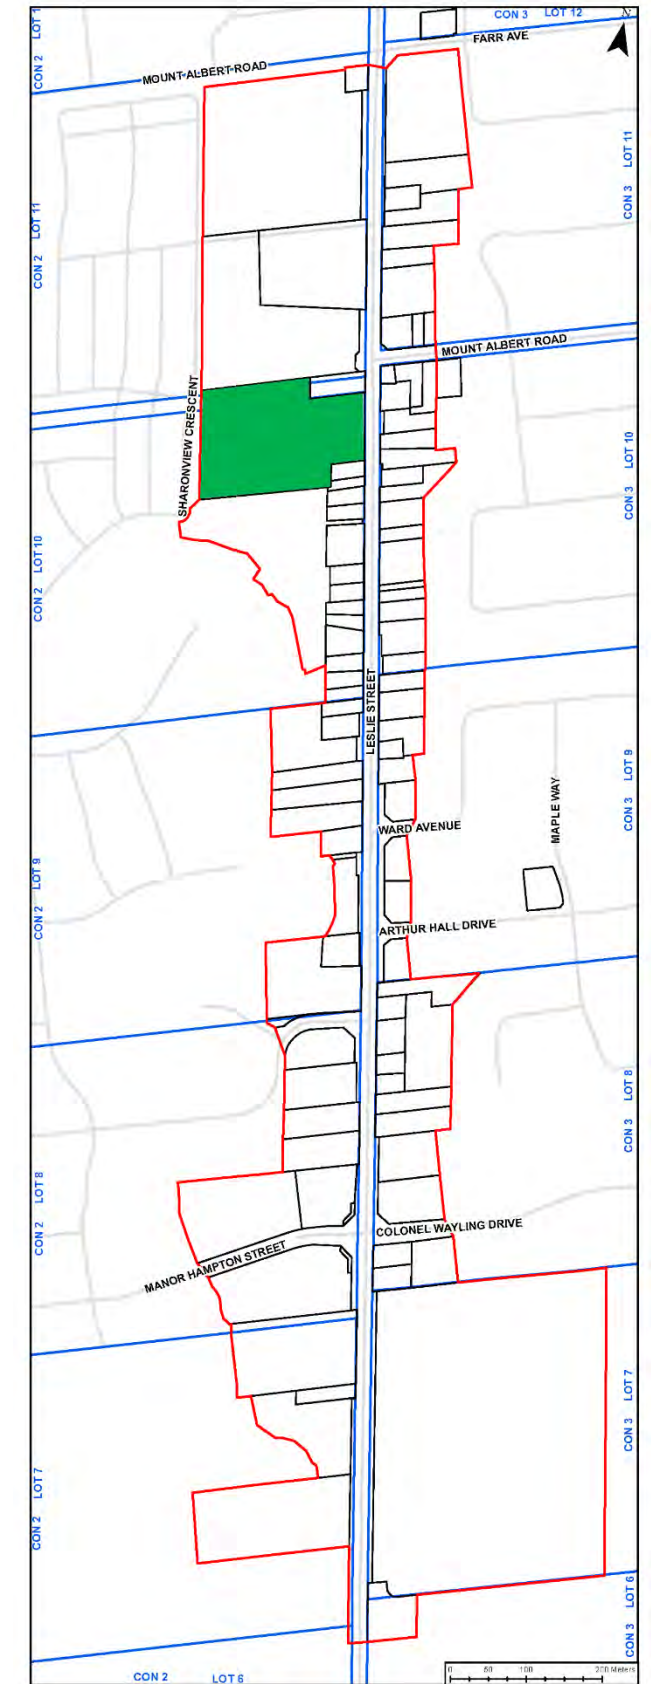 CON 3 LOT 12
N
LOT 1
CON 2
FARR AVE
MOUNT ALBERT ROAD
LOT 11
CON 3
LOT 11
CON 2
MOUNT ALBERT ROAD
SHARONVIEW CRESCENT
LOT 10
CON 3
LOT 10
CON 2
LESLIE STREET
LOT 9
CON 3
MAPLE WAY
WARD AVENUE
LOT 9
CON 2
ARTHUR HALL DRIVE
LOT 8
CON 3
LOT 8
CON 2
COLONEL WAYLING DRIVE
MANOR HAMPTON STREET
LOT 7
CON 3
LOT 7
CON 2
LOT 6
CON 3
CON 2 LOT 6
0 50 100 200 Meters